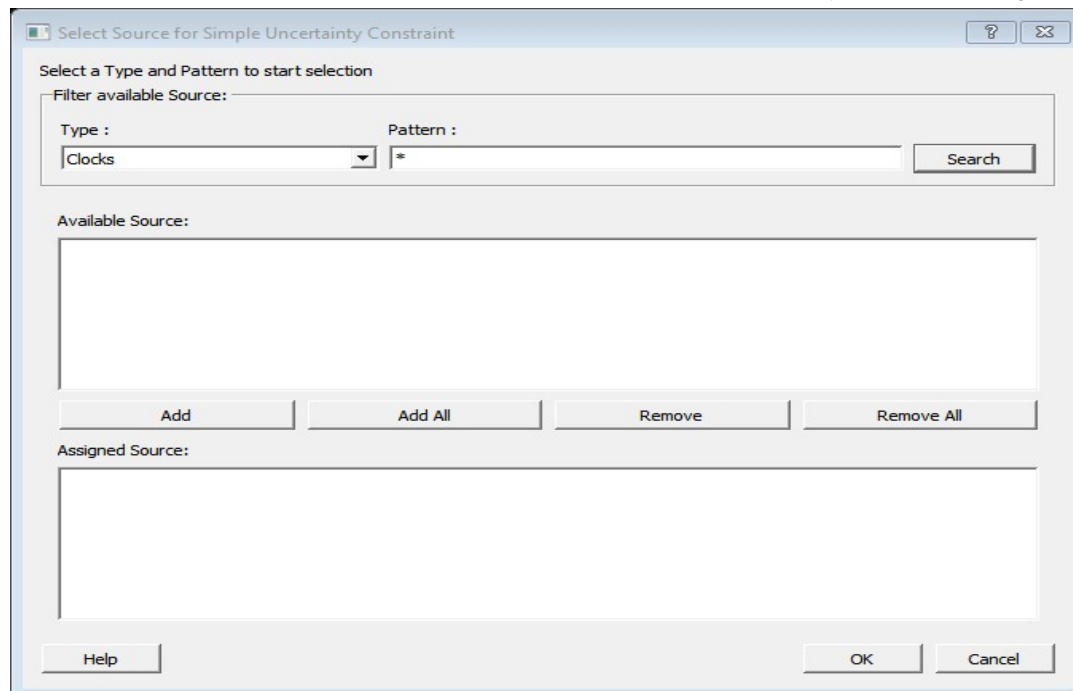 Select Source for Simple Uncertainty Constraint
Select a Type and Pattern to start selection
Filter available Source:
Type : Pattern :
Clocks * Search
Available Source:
Add Add All Remove Remove All
Assigned Source:
Help OK Cancel